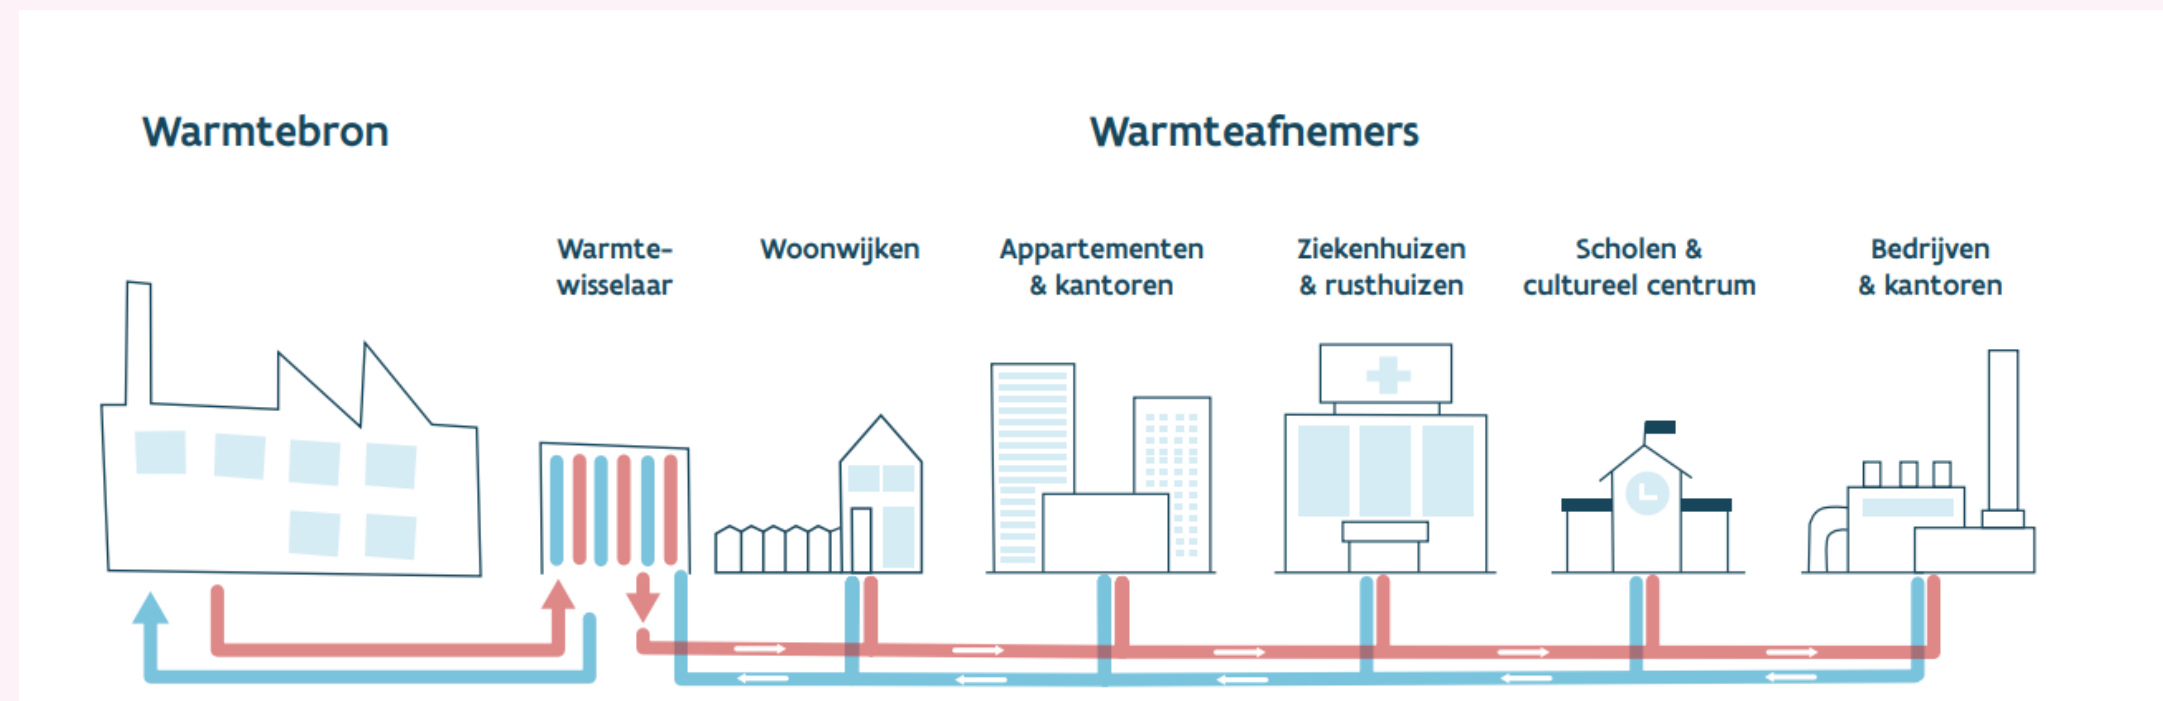 Warmtebron
Warmteafnemers
Warmte-
wisselaar
Woonwijken
Appartementen
& kantoren
Ziekenhuizen
& rusthuizen
Scholen &
cultureel centrum
Bedrijven
& kantoren